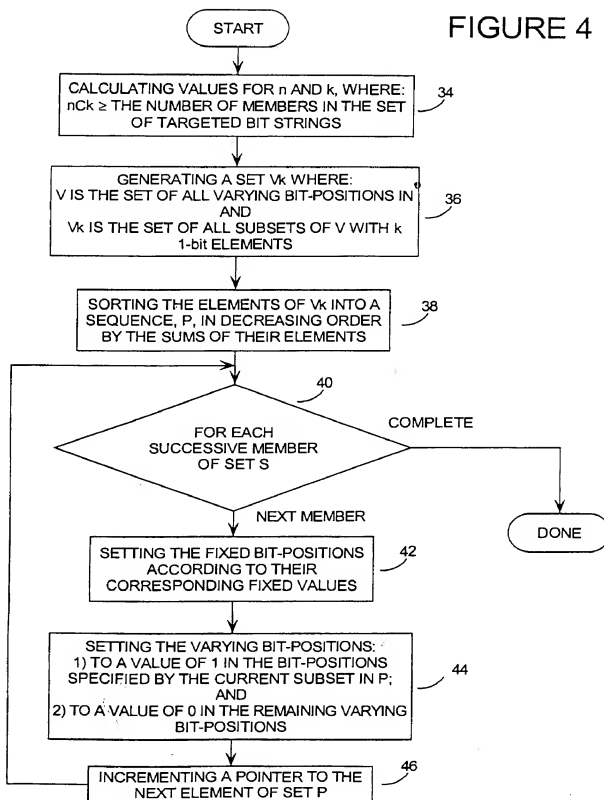 FIGURE 4
START
CALCULATING VALUES FOR n AND k, WHERE:
nCk ≥ THE NUMBER OF MEMBERS IN THE SET
OF TARGETED BIT STRINGS
34
GENERATING A SET Vk WHERE:
V IS THE SET OF ALL VARYING BIT-POSITIONS IN
AND
Vk IS THE SET OF ALL SUBSETS OF V WITH k
1-BIT ELEMENTS
36
SORTING THE ELEMENTS OF Vk INTO A
SEQUENCE, P, IN DECREASING ORDER
BY THE SUMS OF THEIR ELEMENTS
38
40
FOR EACH
SUCCESSIVE MEMBER
OF SET S
COMPLETE
NEXT MEMBER
DONE
SETTING THE FIXED BIT-POSITIONS
ACCORDING TO THEIR
CORRESPONDING FIXED VALUES
42
SETTING THE VARYING BIT-POSITIONS:
1) TO A VALUE OF 1 IN THE BIT-POSITIONS
SPECIFIED BY THE CURRENT SUBSET IN P;
AND
2) TO A VALUE OF 0 IN THE REMAINING VARYING
BIT-POSITIONS
44
INCREMENTING A POINTER TO THE
NEXT ELEMENT OF SET P
46